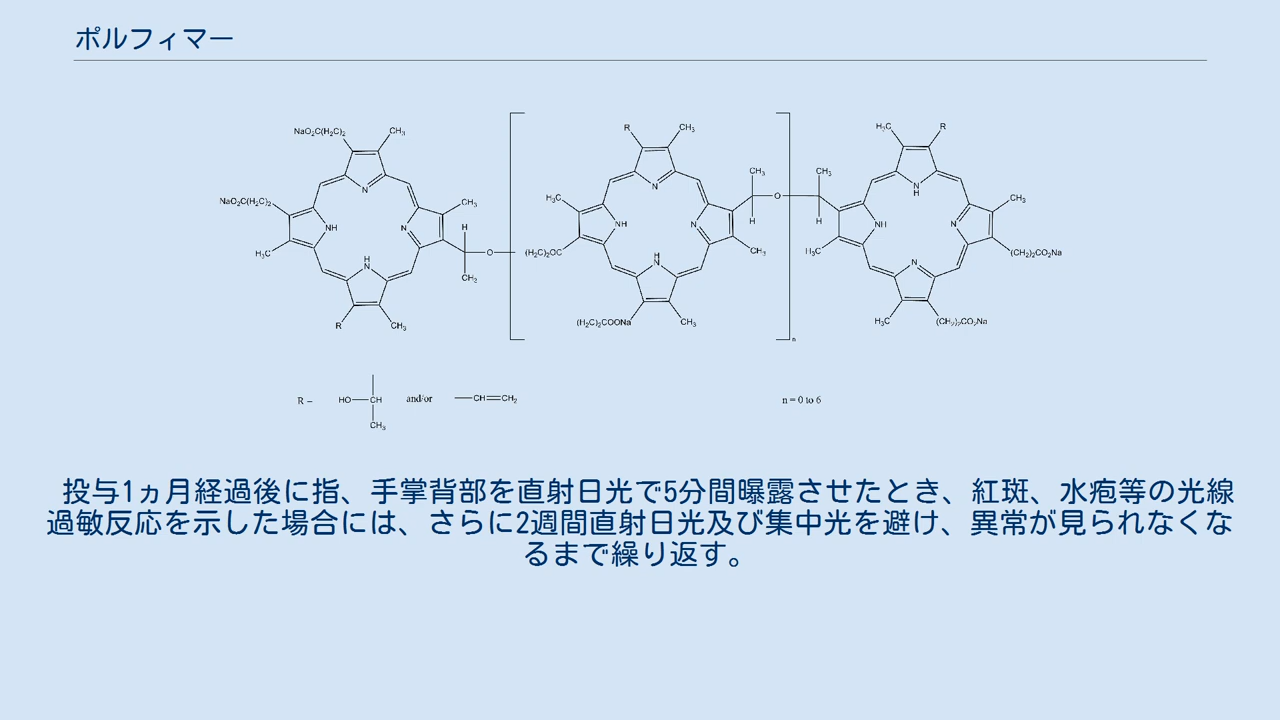 ポルフィマー
NaO₂C(H₂C)₂
CH₃
R
CH₃
H₃C
R
NaO₂C(H₂C)₂
N
CH₃
NH
N
H
H
CH₃
O
H₃C
N
H
CH₂
R
CH₃
H₃C
N
NH
N
CH₃
H
O
(H₂C)₂OC
N
H
CH₃
(H₂C)₂COONa
CH₃
n
CH₃
H
N
H
NH
N
CH₃
H₃C
N
(CH₂)₂CO₂Na
H₃C
(CH₂)₂CO₂Na
R –
HO
CH
CH₃
and/or
CH
CH₂
n = 0 to 6
投与1ヵ月経過後に指、手掌背部を直射日光で5分間曝露させたとき、紅斑、水疱等の光線
過敏反応を示した場合には、さらに2週間直射日光及び集中光を避け、異常が見られなくな
るまで繰り返す。